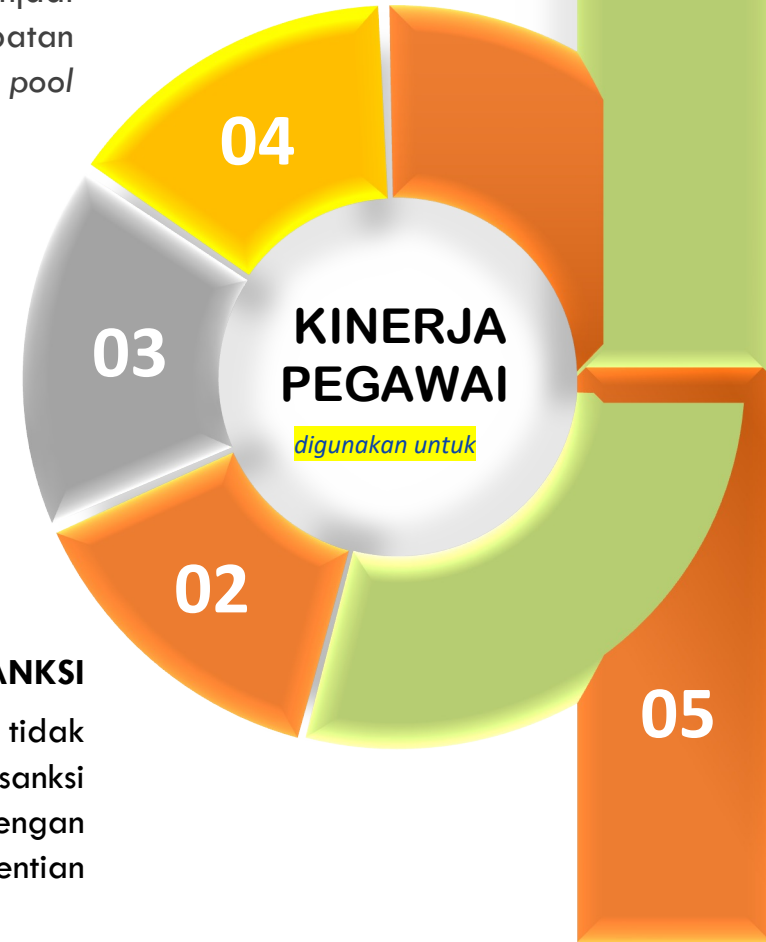 patan
pool
04
03
KINERJA
PEGAWAI
digunakan untuk
02
ANKSI
tidak
sanksi
engan
entian
05